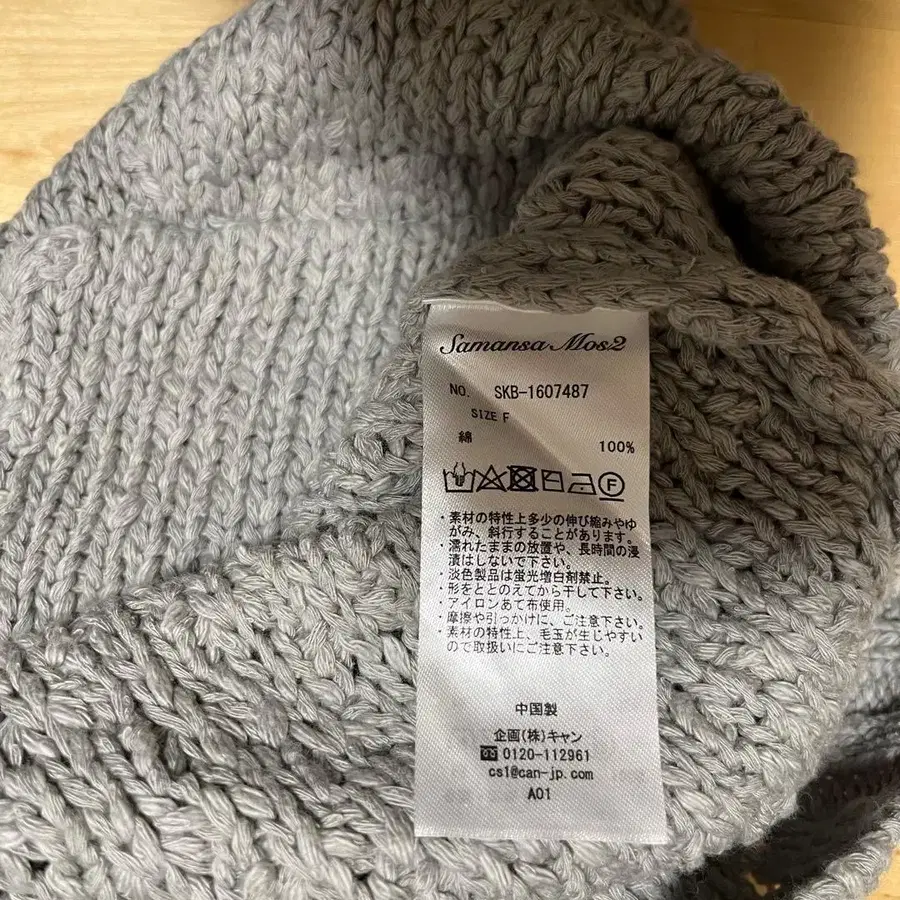 Samansa Mos2
NO. SKB-1607487
SIZE F
綿 100%
・素材の特性上多少の伸び縮みやゆ
がみ、斜行することがあります。
・濡れたままの放置や、長時間の浸
漬はしないで下さい。
・淡色製品は蛍光増白剤禁止。
・形をととのえてから干して下さい。
・アイロンあて布使用。
・摩擦や引っかけに、ご注意下さい。
・素材の特性上、毛玉が生じやすい
ので取扱いにご注意下さい。
中国製
企画(株)キャン
0120-112961
cs1@can-jp.com
A01